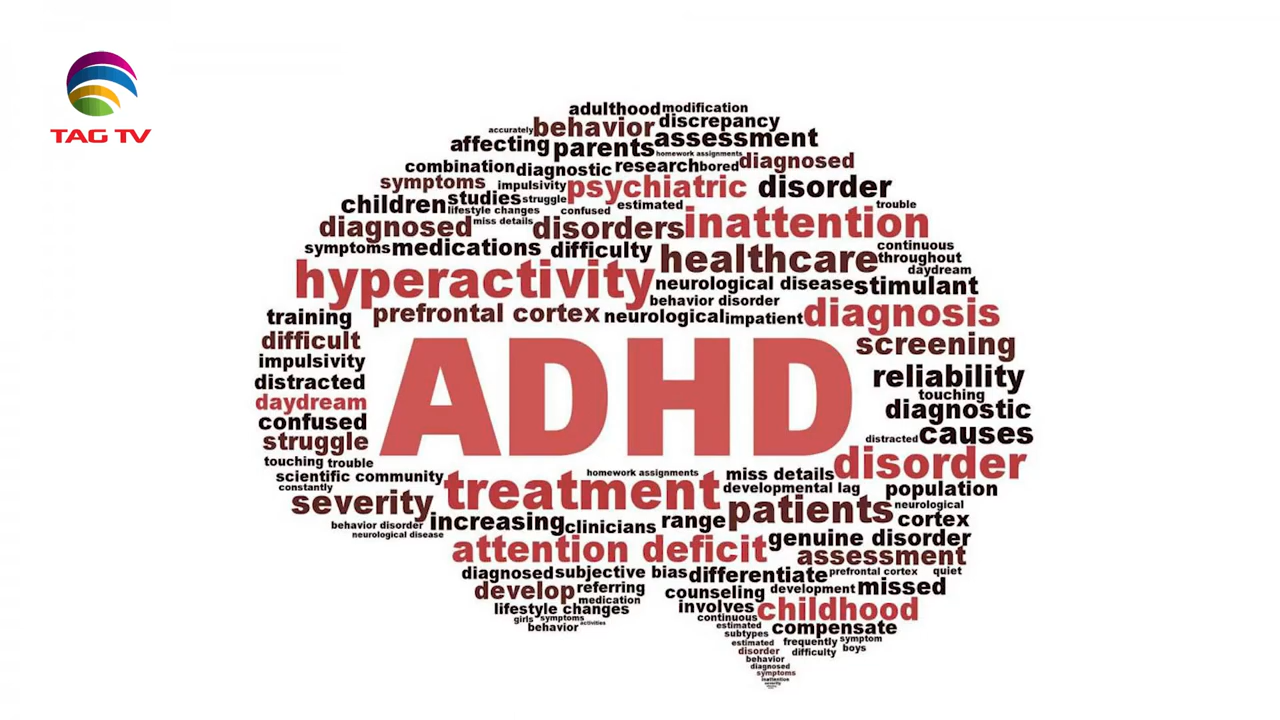 TAG TV
adulthood modification
accurately behavior discrepancy
affecting parents assessment
homework assignments
combination diagnostic research bored diagnosed
symptoms impulsivity psychiatric disorder
children studies struggle estimated trouble
lifestyle changes confused
diagnosed miss details disorders inattention
symptoms medications difficulty healthcare continuous
throughout
daydream
hyperactivity neurological disease stimulant
behavior disorder
training prefrontal cortex neurological impatient diagnosis
difficult screening
impulsivity ADHD reliability
distracted touching
daydream diagnostic
confused distracted causes
struggle disorder
touching trouble
scientific community homework assignments miss details
constantly treatment developmental lag population
severity patients neurological
behavior disorder increasing clinicians range cortex
neurological disease genuine disorder
attention deficit assessment
diagnosed subjective bias differentiate prefrontal cortex quiet
develop referring counseling development missed
medication
lifestyle changes involves childhood
girls symptoms continuous
behavior activities estimated compensate
subtypes frequently symptom
estimated difficulty boys
disorder
behavior
diagnosed
symptoms
inattention
severity